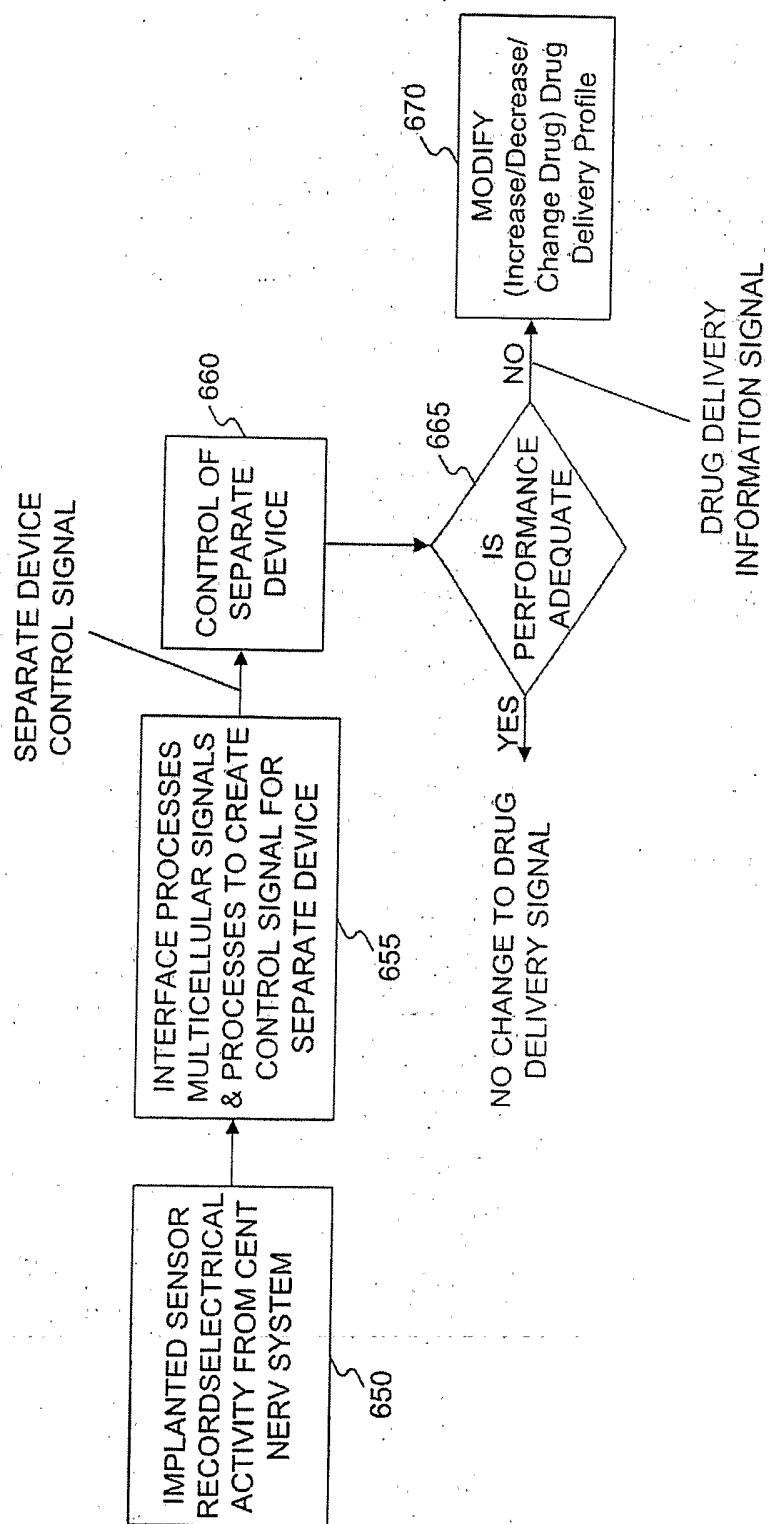 IMPLANTED SENSOR
RECORDSELECTRICAL
ACTIVITY FROM CENT
NERV SYSTEM
650
INTERFACE PROCESSES
MULTICELLULAR SIGNALS
& PROCESSES TO CREATE
CONTROL SIGNAL FOR
SEPARATE DEVICE
655
SEPARATE DEVICE
CONTROL SIGNAL
CONTROL OF
SEPARATE
DEVICE
660
IS
PERFORMANCE
ADEQUATE
665
YES
NO CHANGE TO DRUG
DELIVERY SIGNAL
NO
DRUG DELIVERY
INFORMATION SIGNAL
MODIFY
(Increase/Decrease/
Change Drug) Drug
Delivery Profile
670